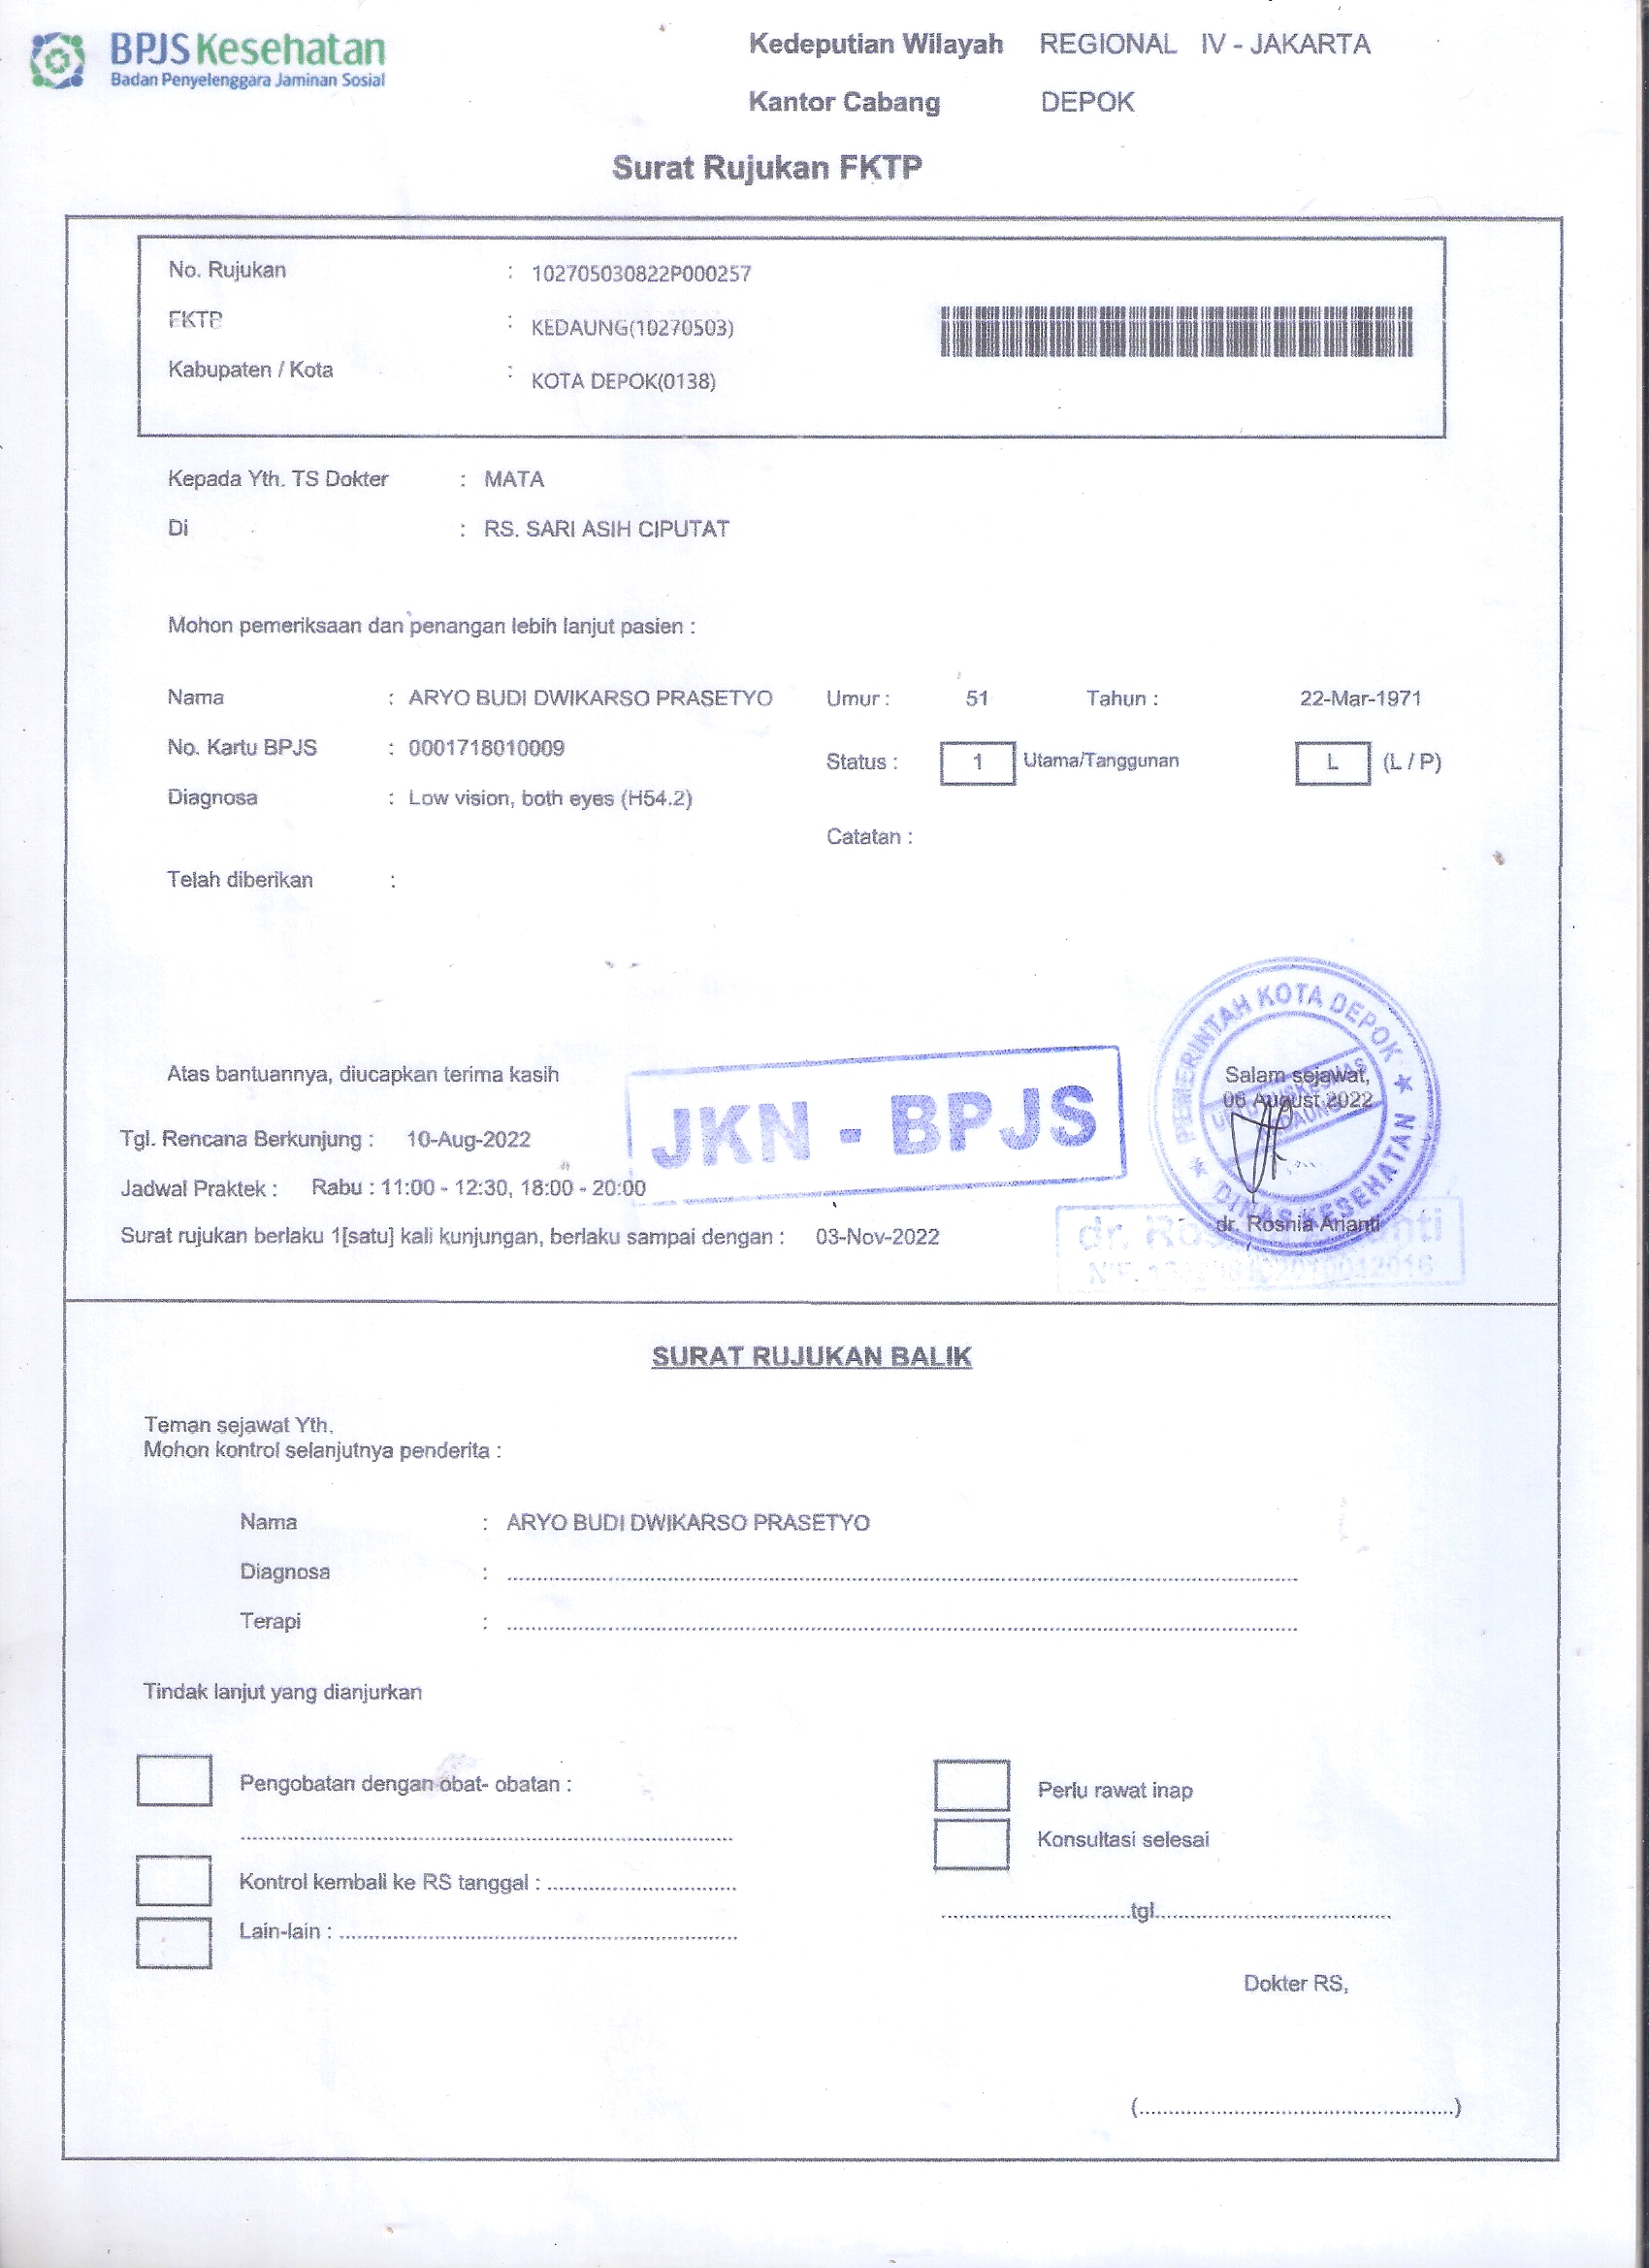 BPJS Kesehatan
Badan Penyelenggara Jaminan Sosial
Kedeputian Wilayah REGIONAL IV - JAKARTA
Kantor Cabang DEPOK
Surat Rujukan FKTP
No. Rujukan : 102705030822P000257
FKTP : KEDAUNG(10270503)
Kabupaten / Kota : KOTA DEPOK(0138)
Kepada Yth. TS Dokter : MATA
Di : RS. SARI ASIH CIPUTAT
Mohon pemeriksaan dan penangan lebih lanjut pasien :
Nama : ARYO BUDI DWIKARSO PRASETYO Umur : 51 Tahun : 22-Mar-1971
No. Kartu BPJS : 0001718010009
Status : 1 Utama/Tanggunan L (L / P)
Diagnosa : Low vision, both eyes (H54.2)
Catatan :
Telah diberikan :
PEMERINTAH KOTA DEPOK
DINAS KESEHATAN
Atas bantuannya, diucapkan terima kasih
Salam sejawat,
06 August 2022
JKN - BPJS
Tgl. Rencana Berkunjung : 10-Aug-2022
Jadwal Praktek : Rabu : 11:00 - 12:30, 18:00 - 20:00
Surat rujukan berlaku 1[satu] kali kunjungan, berlaku sampai dengan : 03-Nov-2022
dr. Rosnia Arianti
SURAT RUJUKAN BALIK
Teman sejawat Yth.
Mohon kontrol selanjutnya penderita :
Nama : ARYO BUDI DWIKARSO PRASETYO
Diagnosa :
Terapi :
Tindak lanjut yang dianjurkan
Pengobatan dengan obat- obatan :
Perlu rawat inap
Konsultasi selesai
Kontrol kembali ke RS tanggal :
Lain-lain :
tgl
Dokter RS,
(....................)